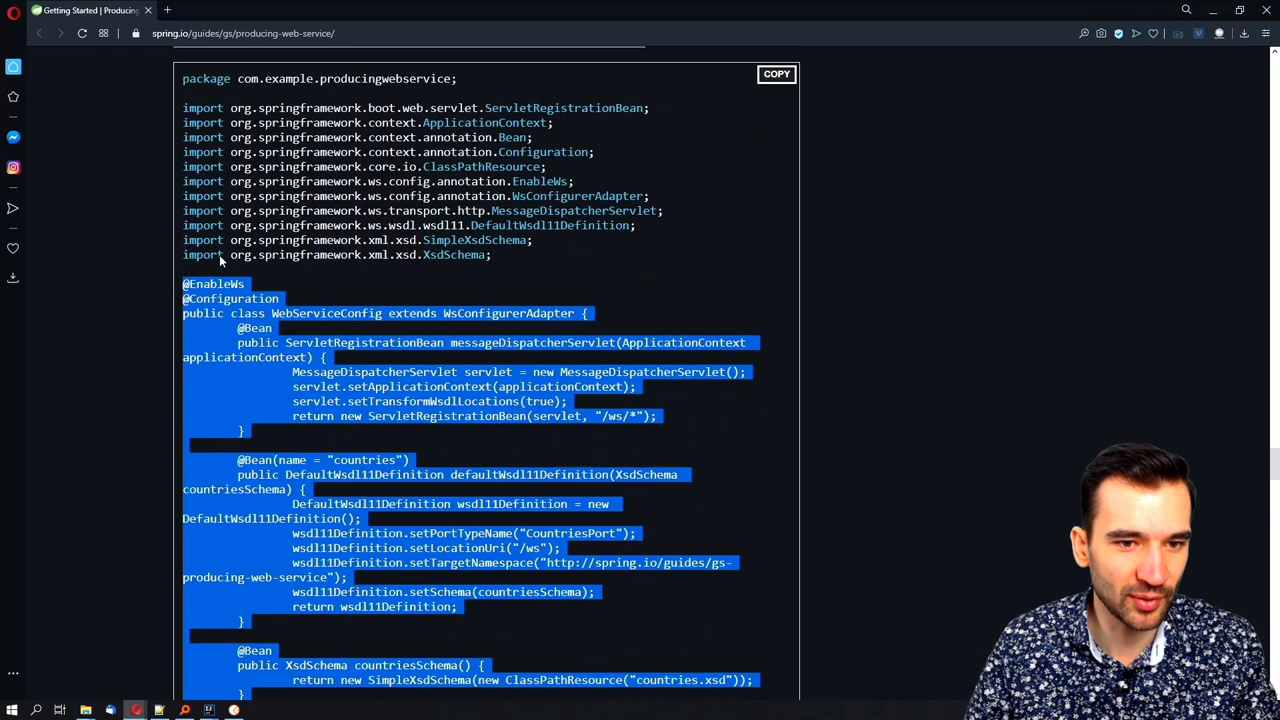 Getting Started | Producing
spring.io/guides/gs/producing-web-service/
COPY
package com.example.producingwebservice;
import org.springframework.boot.web.servlet.ServletRegistrationBean;
import org.springframework.context.ApplicationContext;
import org.springframework.context.annotation.Bean;
import org.springframework.context.annotation.Configuration;
import org.springframework.core.io.ClassPathResource;
import org.springframework.ws.config.annotation.EnableWs;
import org.springframework.ws.config.annotation.WsConfigurerAdapter;
import org.springframework.ws.transport.http.MessageDispatcherServlet;
import org.springframework.ws.wsdl.wsdl11.DefaultWsdl11Definition;
import org.springframework.xml.xsd.SimpleXsdSchema;
import org.springframework.xml.xsd.XsdSchema;
@EnableWs
@Configuration
public class WebServiceConfig extends WsConfigurerAdapter {
@Bean
public ServletRegistrationBean messageDispatcherServlet(ApplicationContext
applicationContext) {
MessageDispatcherServlet servlet = new MessageDispatcherServlet();
servlet.setApplicationContext(applicationContext);
servlet.setTransformWsdlLocations(true);
return new ServletRegistrationBean(servlet, "/ws/*");
}
@Bean(name = "countries")
public DefaultWsdl11Definition defaultWsdl11Definition(XsdSchema
countriesSchema) {
DefaultWsdl11Definition wsdl11Definition = new
DefaultWsdl11Definition();
wsdl11Definition.setPortTypeName("CountriesPort");
wsdl11Definition.setLocationUri("/ws");
wsdl11Definition.setTargetNamespace("http://spring.io/guides/gs-
producing-web-service");
wsdl11Definition.setSchema(countriesSchema);
return wsdl11Definition;
}
@Bean
public XsdSchema countriesSchema() {
return new SimpleXsdSchema(new ClassPathResource("countries.xsd"));
}